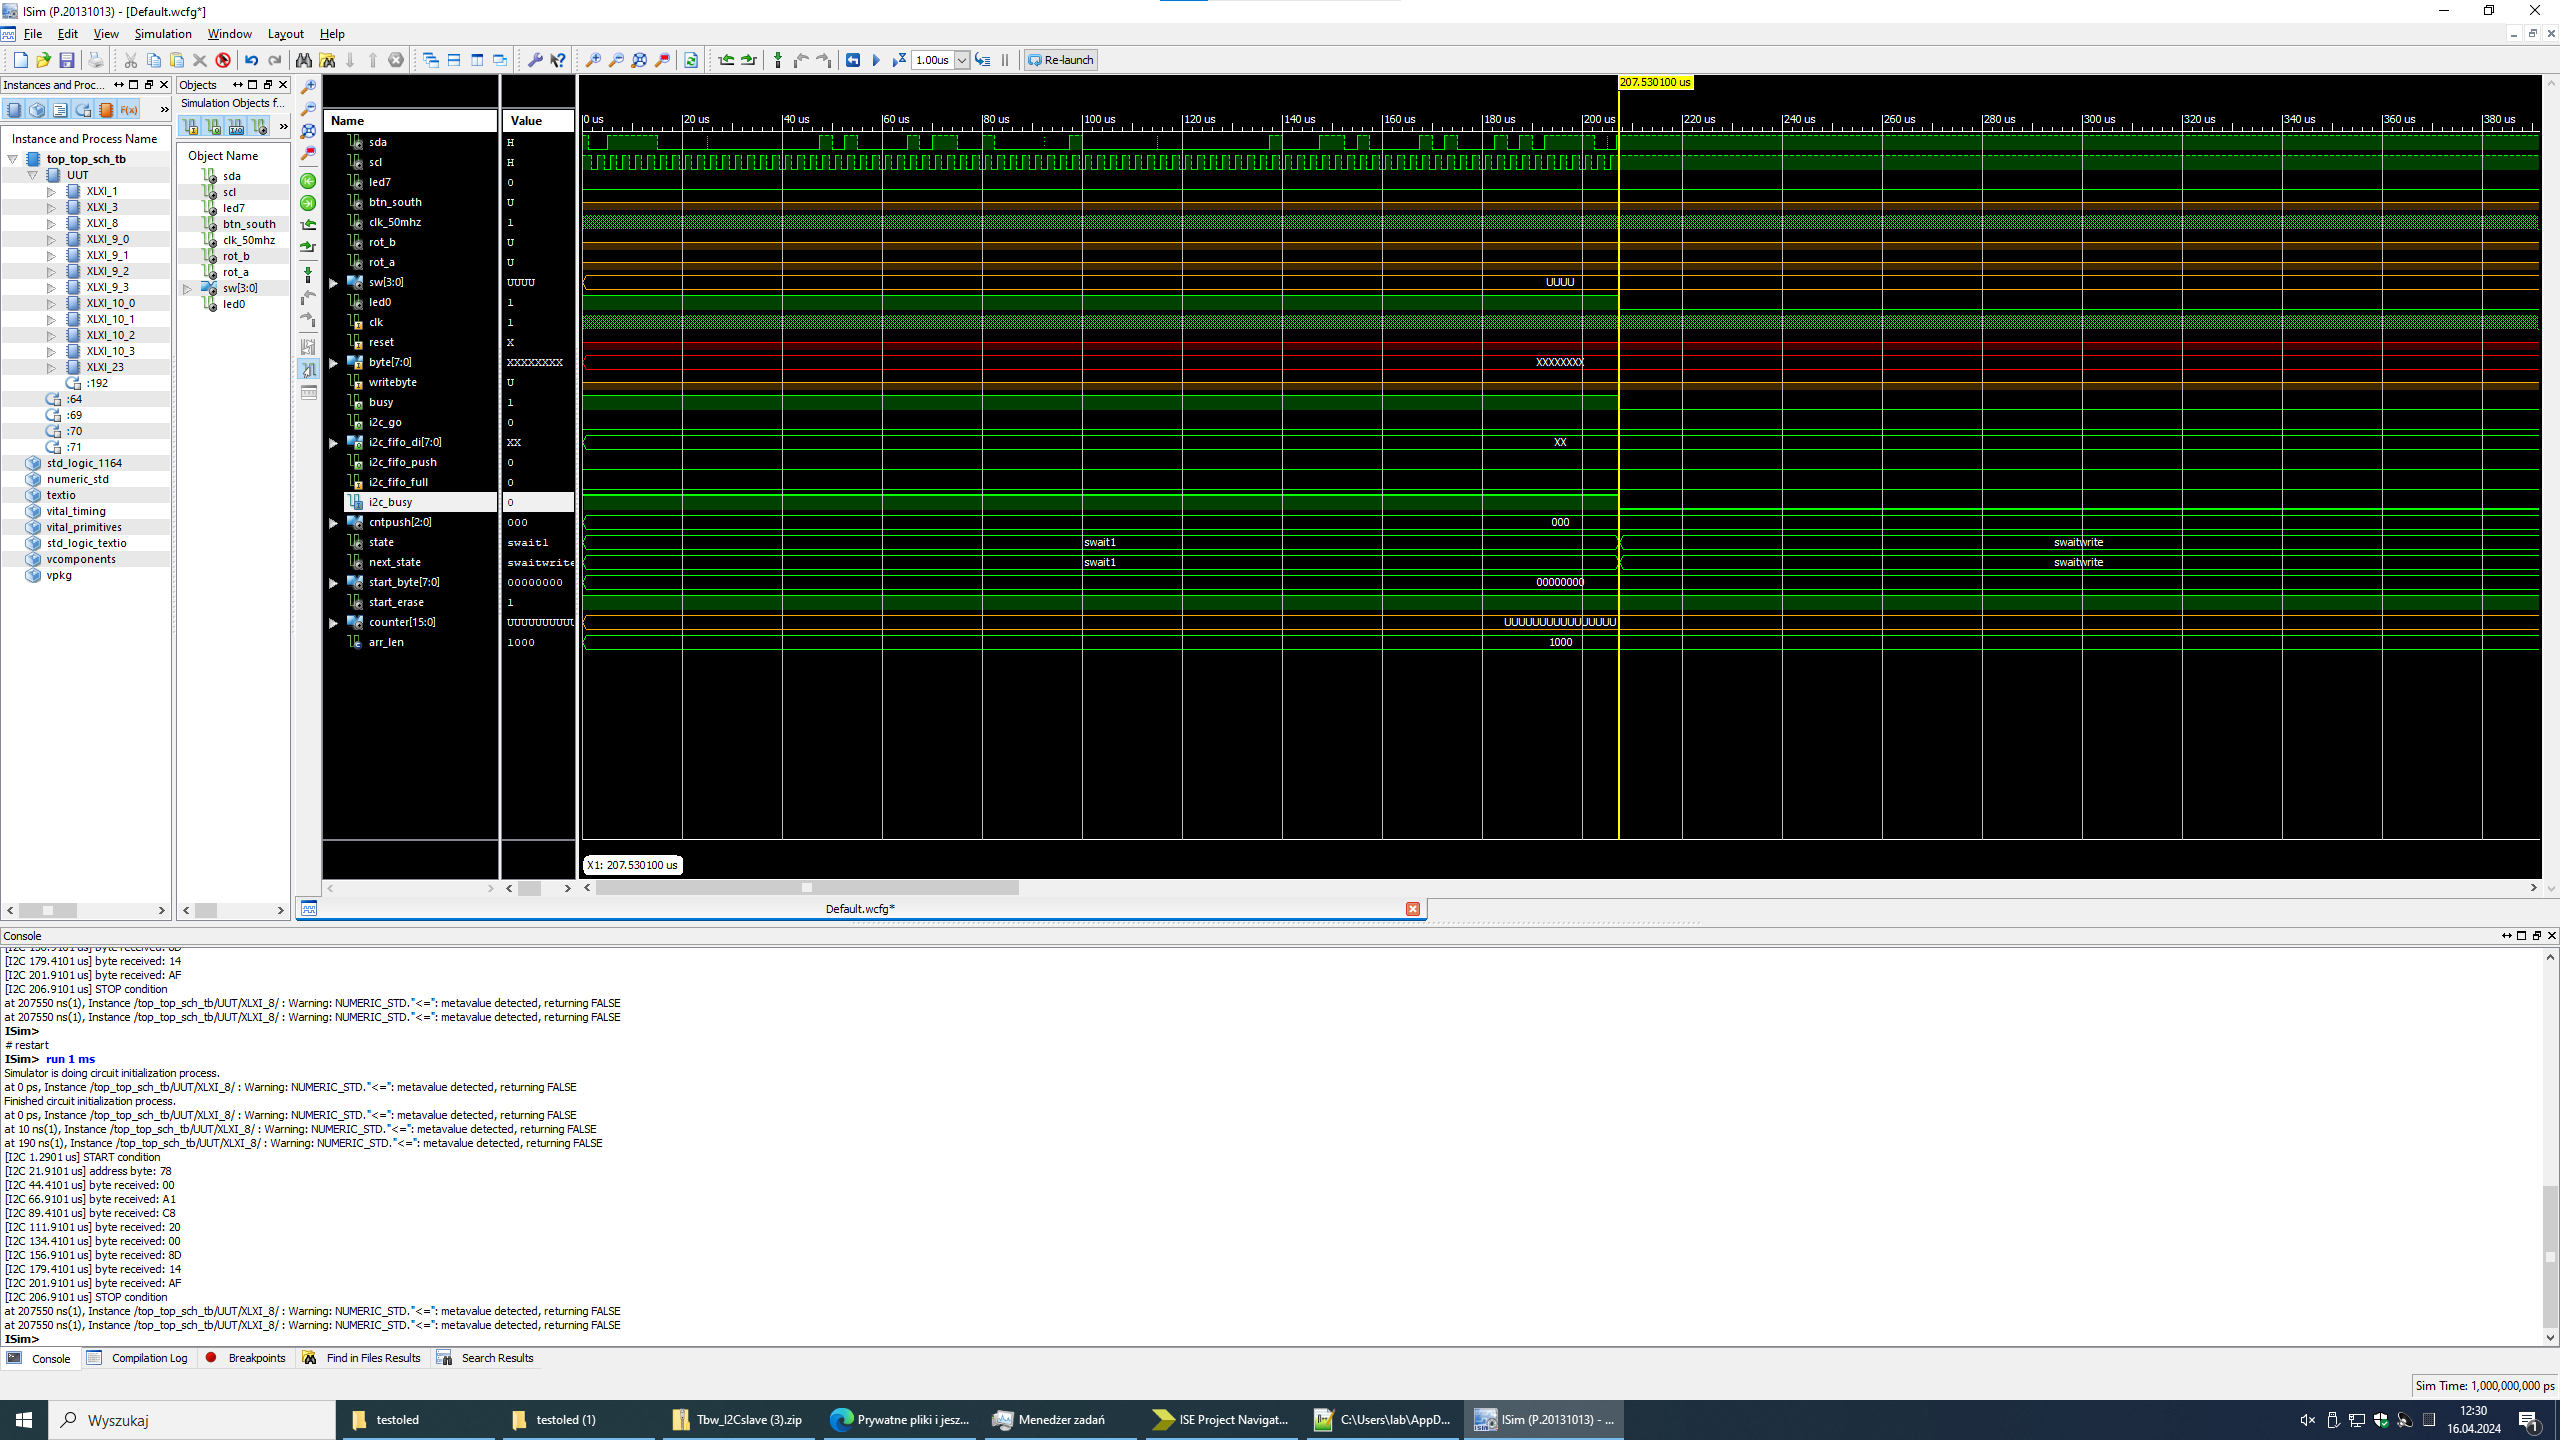 ISim (P.20131013) - [Default.wcfg*]
File Edit View Simulation Window Layout Help
1.00us Re-launch
Instances and Proc...
Instance and Process Name
top_top_sch_tb
UUT
XLXI_1
XLXI_3
XLXI_8
XLXI_9_0
XLXI_9_1
XLXI_9_2
XLXI_9_3
XLXI_10_0
XLXI_10_1
XLXI_10_2
XLXI_10_3
XLXI_23
:192
:64
:69
:70
:71
std_logic_1164
numeric_std
textio
vital_timing
vital_primitives
std_logic_textio
vcomponents
vpkg
Objects
Simulation Objects f...
Object Name
sda
scl
led7
btn_south
clk_50mhz
rot_b
rot_a
sw[3:0]
led0
207.530100 us
Name Value
0 us 20 us 40 us 60 us 80 us 100 us 120 us 140 us 160 us 180 us 200 us 220 us 240 us 260 us 280 us 300 us 320 us 340 us 360 us 380 us
sda H
scl H
led7 0
btn_south U
clk_50mhz 1
rot_b U
rot_a U
sw[3:0] UUUU UUUU
led0 1
clk 1
reset X
byte[7:0] XXXXXXXX XXXXXXXX
writebyte U
busy 1
i2c_go 0
i2c_fifo_di[7:0] XX XX
i2c_fifo_push 0
i2c_fifo_full 0
i2c_busy 0
cntpush[2:0] 000 000
state swait1 swait1 swaitwrite
next_state swaitwrite swait1 swaitwrite
start_byte[7:0] 00000000 00000000
start_erase 1
counter[15:0] UUUUUUUUUU UUUUUUUUUUUUUUUU
arr_len 1000 1000
X1: 207.530100 us
Default.wcfg*
Console
[I2C 179.4101 us] byte received: 14
[I2C 201.9101 us] byte received: AF
[I2C 206.9101 us] STOP condition
at 207550 ns(1), Instance /top_top_sch_tb/UUT/XLXI_8/ : Warning: NUMERIC_STD."<=": metavalue detected, returning FALSE
at 207550 ns(1), Instance /top_top_sch_tb/UUT/XLXI_8/ : Warning: NUMERIC_STD."<=": metavalue detected, returning FALSE
ISim>
# restart
ISim> run 1 ms
Simulator is doing circuit initialization process.
at 0 ps, Instance /top_top_sch_tb/UUT/XLXI_8/ : Warning: NUMERIC_STD."<=": metavalue detected, returning FALSE
Finished circuit initialization process.
at 0 ps, Instance /top_top_sch_tb/UUT/XLXI_8/ : Warning: NUMERIC_STD."<=": metavalue detected, returning FALSE
at 10 ns(1), Instance /top_top_sch_tb/UUT/XLXI_8/ : Warning: NUMERIC_STD."<=": metavalue detected, returning FALSE
at 190 ns(1), Instance /top_top_sch_tb/UUT/XLXI_8/ : Warning: NUMERIC_STD."<=": metavalue detected, returning FALSE
[I2C 1.2901 us] START condition
[I2C 21.9101 us] address byte: 78
[I2C 44.4101 us] byte received: 00
[I2C 66.9101 us] byte received: A1
[I2C 89.4101 us] byte received: C8
[I2C 111.9101 us] byte received: 20
[I2C 134.4101 us] byte received: 00
[I2C 156.9101 us] byte received: 8D
[I2C 179.4101 us] byte received: 14
[I2C 201.9101 us] byte received: AF
[I2C 206.9101 us] STOP condition
at 207550 ns(1), Instance /top_top_sch_tb/UUT/XLXI_8/ : Warning: NUMERIC_STD."<=": metavalue detected, returning FALSE
at 207550 ns(1), Instance /top_top_sch_tb/UUT/XLXI_8/ : Warning: NUMERIC_STD."<=": metavalue detected, returning FALSE
ISim>
Console Compilation Log Breakpoints Find in Files Results Search Results
Sim Time: 1,000,000,000 ps
Wyszukaj testoled testoled (1) Tbw_I2Cslave (3).zip Prywatne pliki i jesz... Menedżer zadań ISE Project Navigat... C:\Users\lab\AppD... ISim (P.20131013) - ...
12:30
16.04.2024